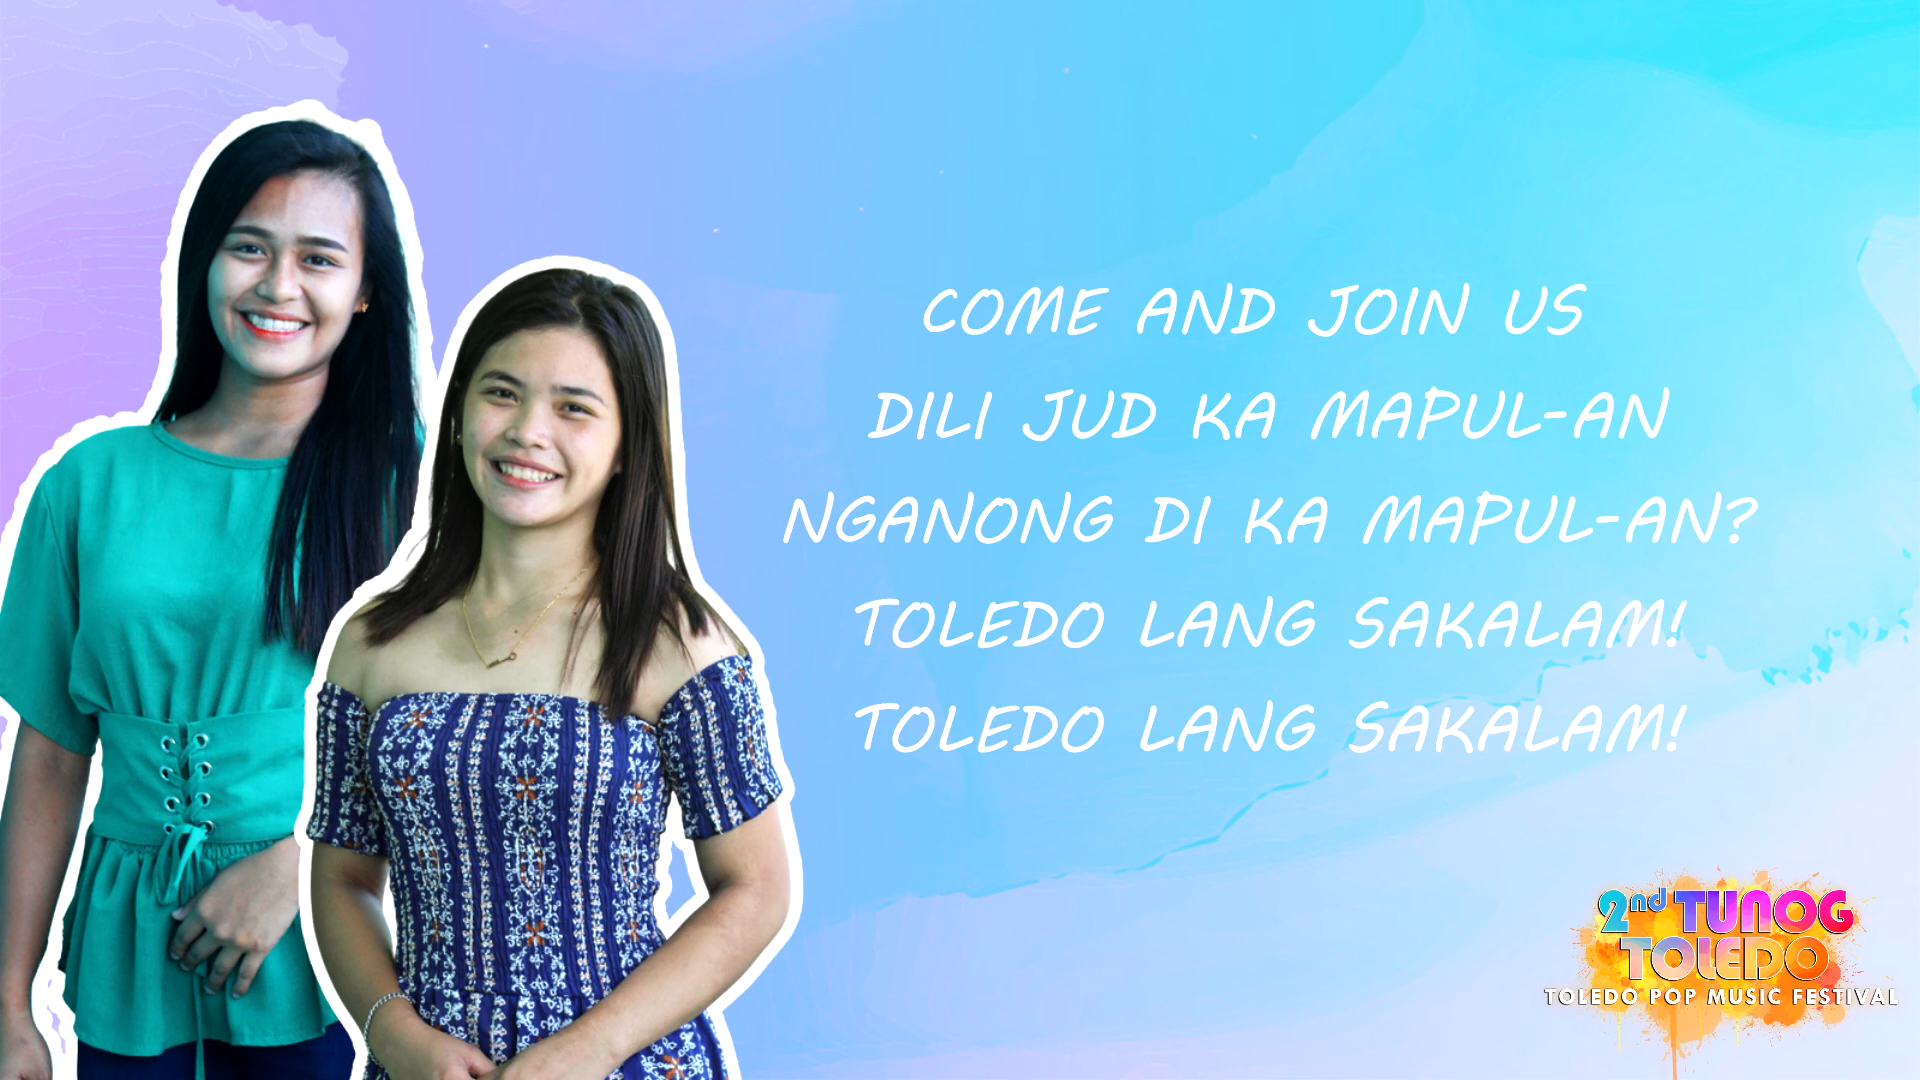 COME AND JOIN US
DILI JUD KA MAPUL-AN
NGANONG DI KA MAPUL-AN?
TOLEDO LANG SAKALAM!
TOLEDO LANG SAKALAM!
2nd TUNOG
TOLEDO
TOLEDO POP MUSIC FESTIVAL